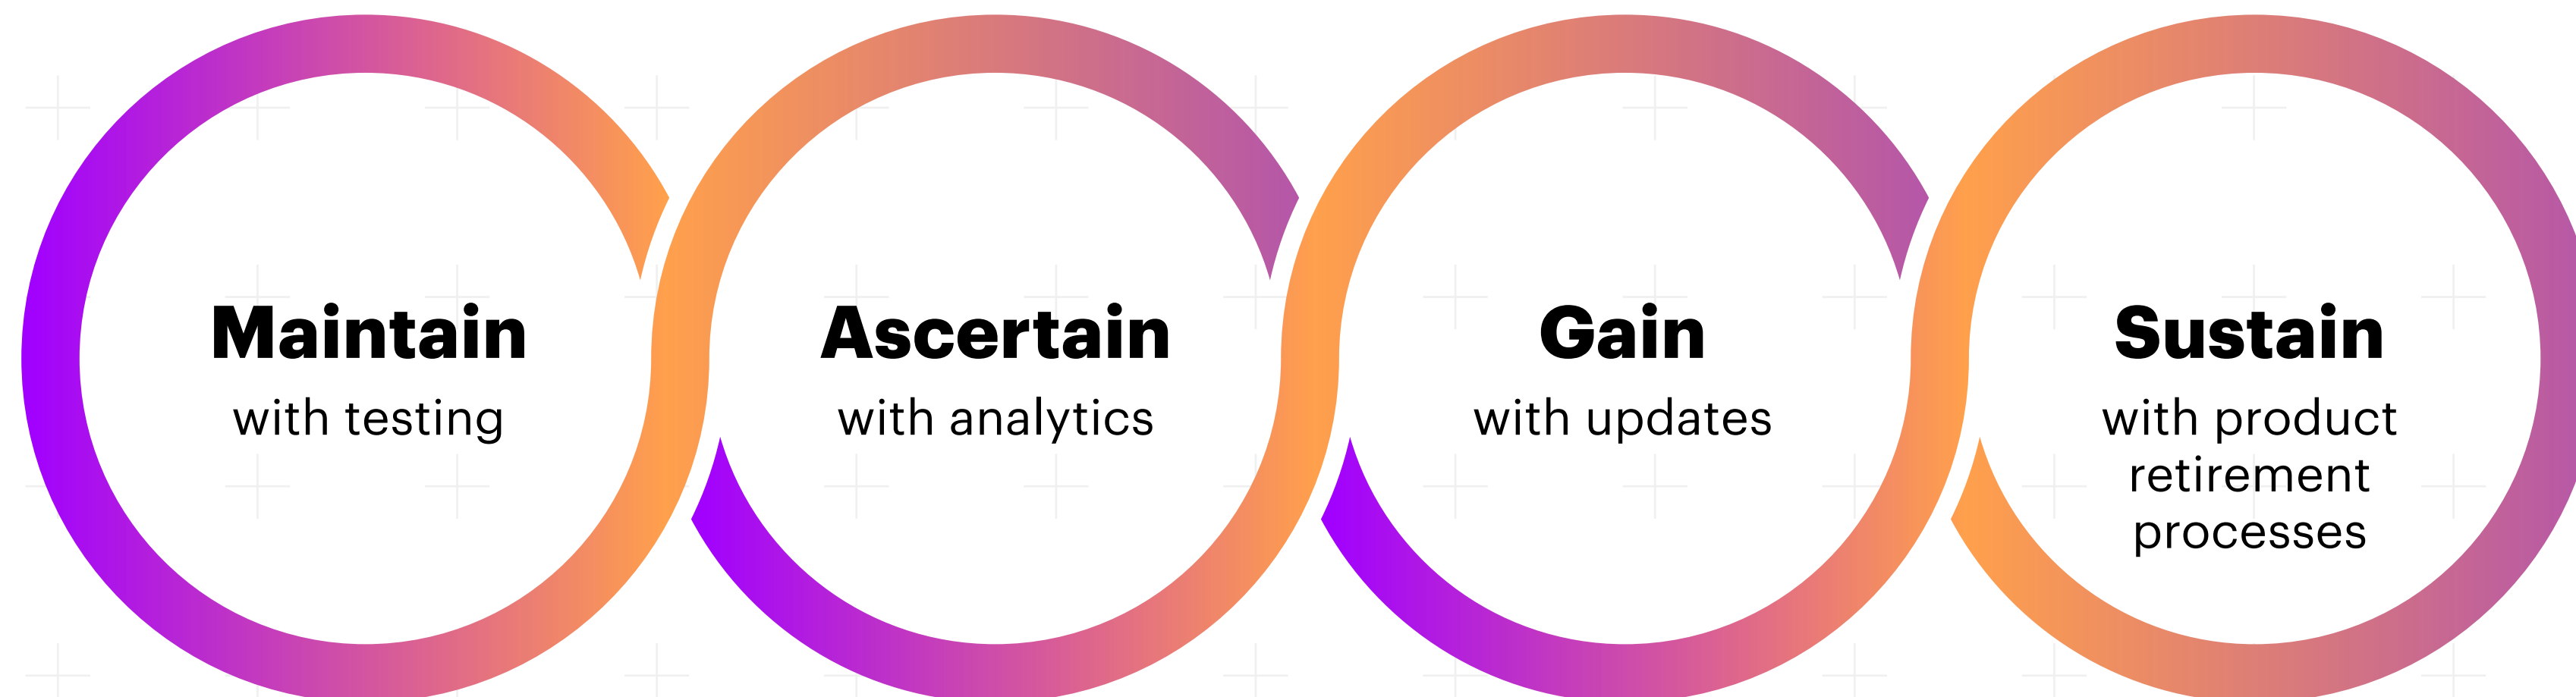 Maintain
with testing
Ascertain
with analytics
Gain
with updates
Sustain
with product
retirement
processes